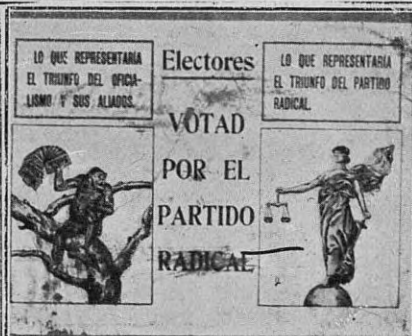 LO QUE REPRESENTARIA
EL TRIUNFO DEL OFICIA-
LISMO Y SUS ALIADOS.
Electores
VOTAD
POR EL
PARTIDO
RADICAL
LO QUE REPRESENTARIA
EL TRIUNFO DEL PARTIDO
RADICAL.